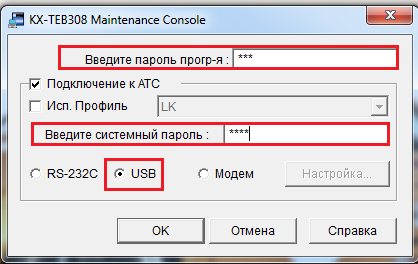 KX-TEB308 Maintenance Console
Введите пароль прогр-я : ***
Подключение к АТС
Исп. Профиль LK
Введите системный пароль : ****
RS-232C USB Модем Настройка...
OK Отмена Справка